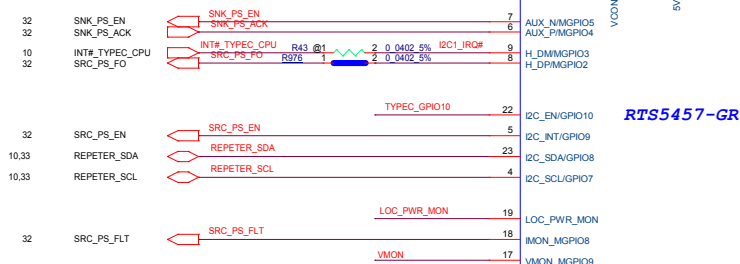 SNK_PS_EN
32 SNK_PS_EN 7 AUX_N/MGPIO5
SNK_PS_ACK
32 SNK_PS_ACK 6 AUX_P/MGPIO4
VCON
5V
INT#_TYPEC_CPU R43 @1 2 0_0402_5% I2C1_IRQ#
10 INT#_TYPEC_CPU 9 H_DM/MGPIO3
SRC_PS_FO R976 1 2 0_0402_5%
32 SRC_PS_FO 8 H_DP/MGPIO2
TYPEC_GPIO10 22 I2C_EN/GPIO10
RTS5457-GR
SRC_PS_EN
32 SRC_PS_EN 5 I2C_INT/GPIO9
REPETER_SDA
10,33 REPETER_SDA 23 I2C_SDA/GPIO8
REPETER_SCL
10,33 REPETER_SCL 4 I2C_SCL/GPIO7
LOC_PWR_MON 19 LOC_PWR_MON
SRC_PS_FLT
32 SRC_PS_FLT 18 IMON_MGPIO8
VMON 17 VMON_MGPIO9